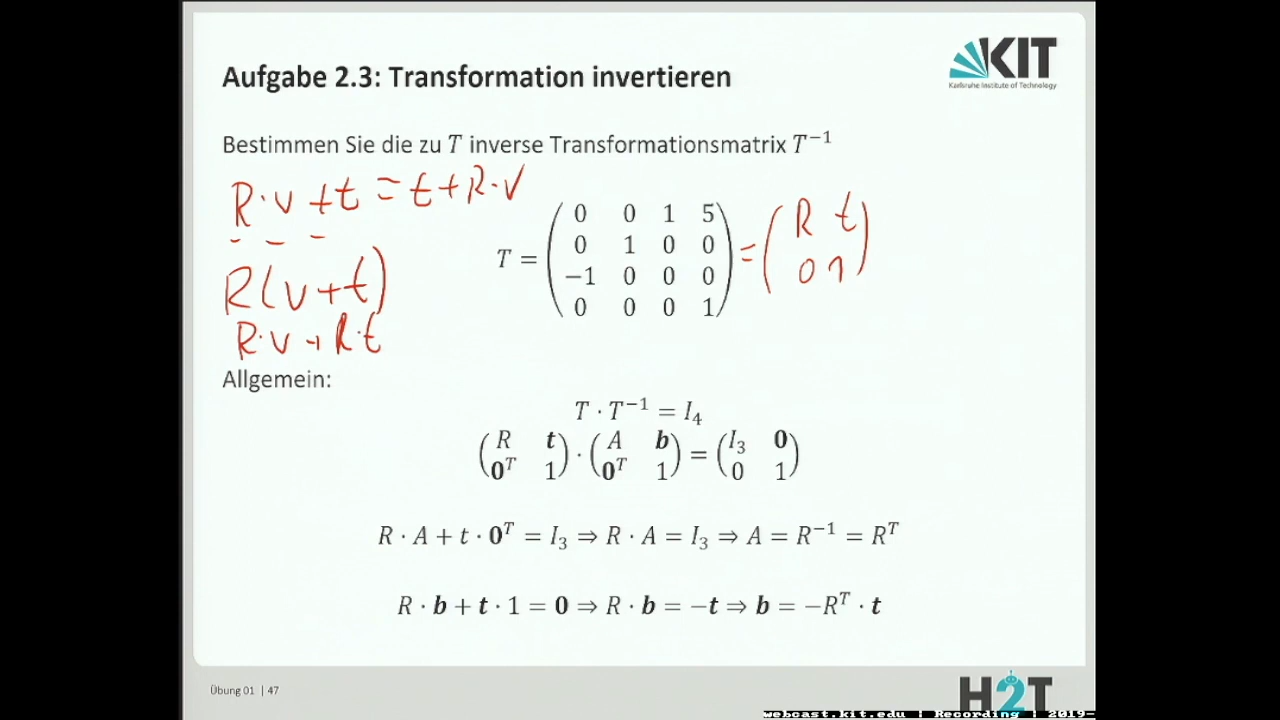 Aufgabe 2.3: Transformation invertieren
KIT
Karlsruhe Institute of Technology
Bestimmen Sie die zu T inverse Transformationsmatrix T⁻¹
R·v+t = t+R·v
R(v+t)
R·v+R·t
T =
0 0 1 5
0 1 0 0
−1 0 0 0
0 0 0 1
= (R t
0 1)
Allgemein:
T · T⁻¹ = I₄
(R t
0ᵀ 1) · (A b
0ᵀ 1) = (I₃ 0
0 1)
R · A + t · 0ᵀ = I₃ ⇒ R · A = I₃ ⇒ A = R⁻¹ = Rᵀ
R · b + t · 1 = 0 ⇒ R · b = −t ⇒ b = −Rᵀ · t
Übung 01 | 47
H2T
webcast.kit.edu | Recording | 2019-